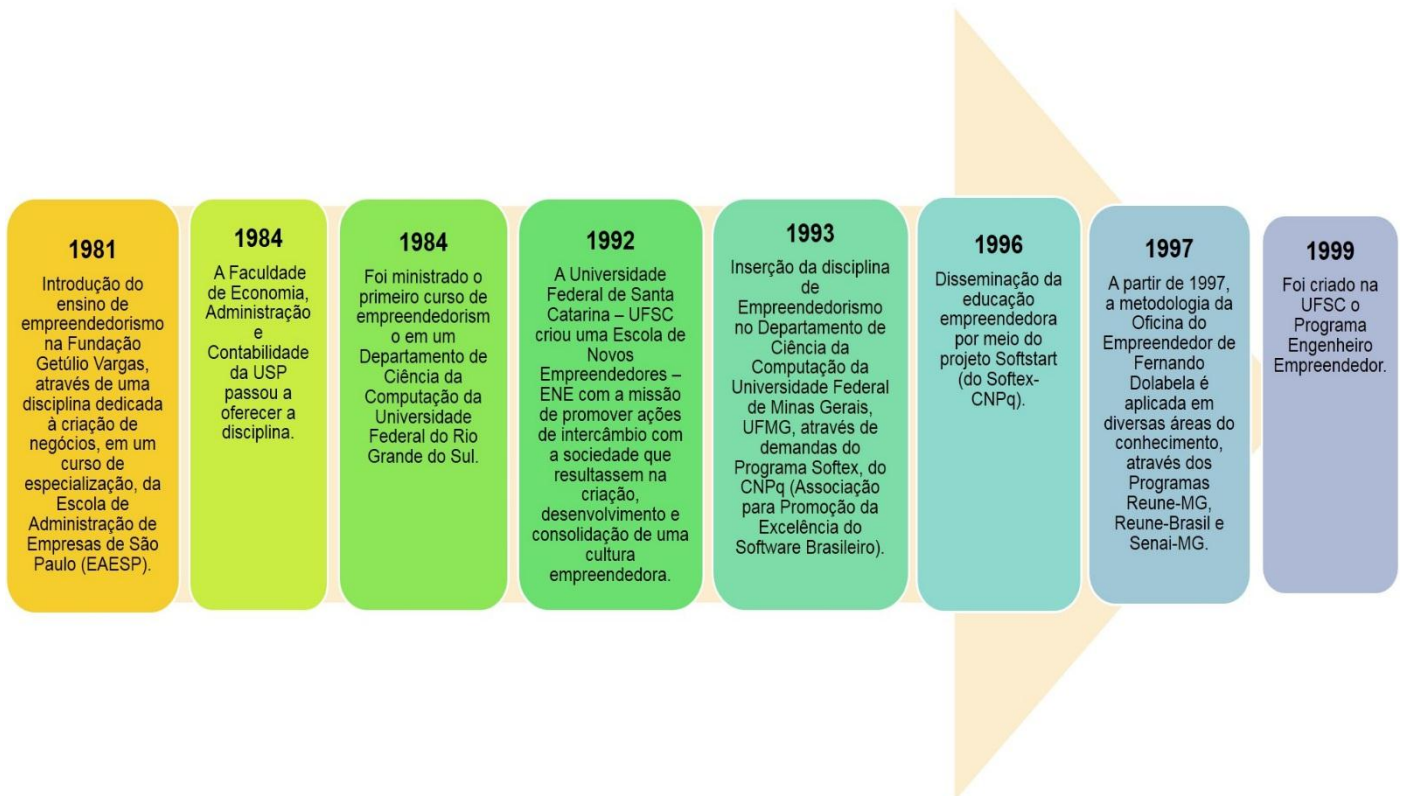 1981
Introdução do
ensino de
empreendedorismo
na Fundação
Getúlio Vargas,
através de uma
disciplina dedicada
à criação de
negócios, em um
curso de
especialização, da
Escola de
Administração de
Empresas de São
Paulo (EAESP).
1984
A Faculdade
de Economia,
Administração
e
Contabilidade
da USP
passou a
oferecer a
disciplina.
1984
Foi ministrado o
primeiro curso de
empreendedorism
o em um
Departamento de
Ciência da
Computação da
Universidade
Federal do Rio
Grande do Sul.
1992
A Universidade
Federal de Santa
Catarina – UFSC
criou uma Escola de
Novos
Empreendedores –
ENE com a missão
de promover ações
de intercâmbio com
a sociedade que
resultassem na
criação,
desenvolvimento e
consolidação de uma
cultura
empreendedora.
1993
Inserção da disciplina
de
Empreendedorismo
no Departamento de
Ciência da
Computação da
Universidade Federal
de Minas Gerais,
UFMG, através de
demandas do
Programa Softex, do
CNPq (Associação
para Promoção da
Excelência do
Software Brasileiro).
1996
Disseminação da
educação
empreendedora
por meio do
projeto Softstart
(do Softex-
CNPq).
1997
A partir de 1997,
a metodologia da
Oficina do
Empreendedor de
Fernando
Dolabela é
aplicada em
diversas áreas do
conhecimento,
através dos
Programas
Reune-MG,
Reune-Brasil e
Senai-MG.
1999
Foi criado na
UFSC o
Programa
Engenheiro
Empreendedor.